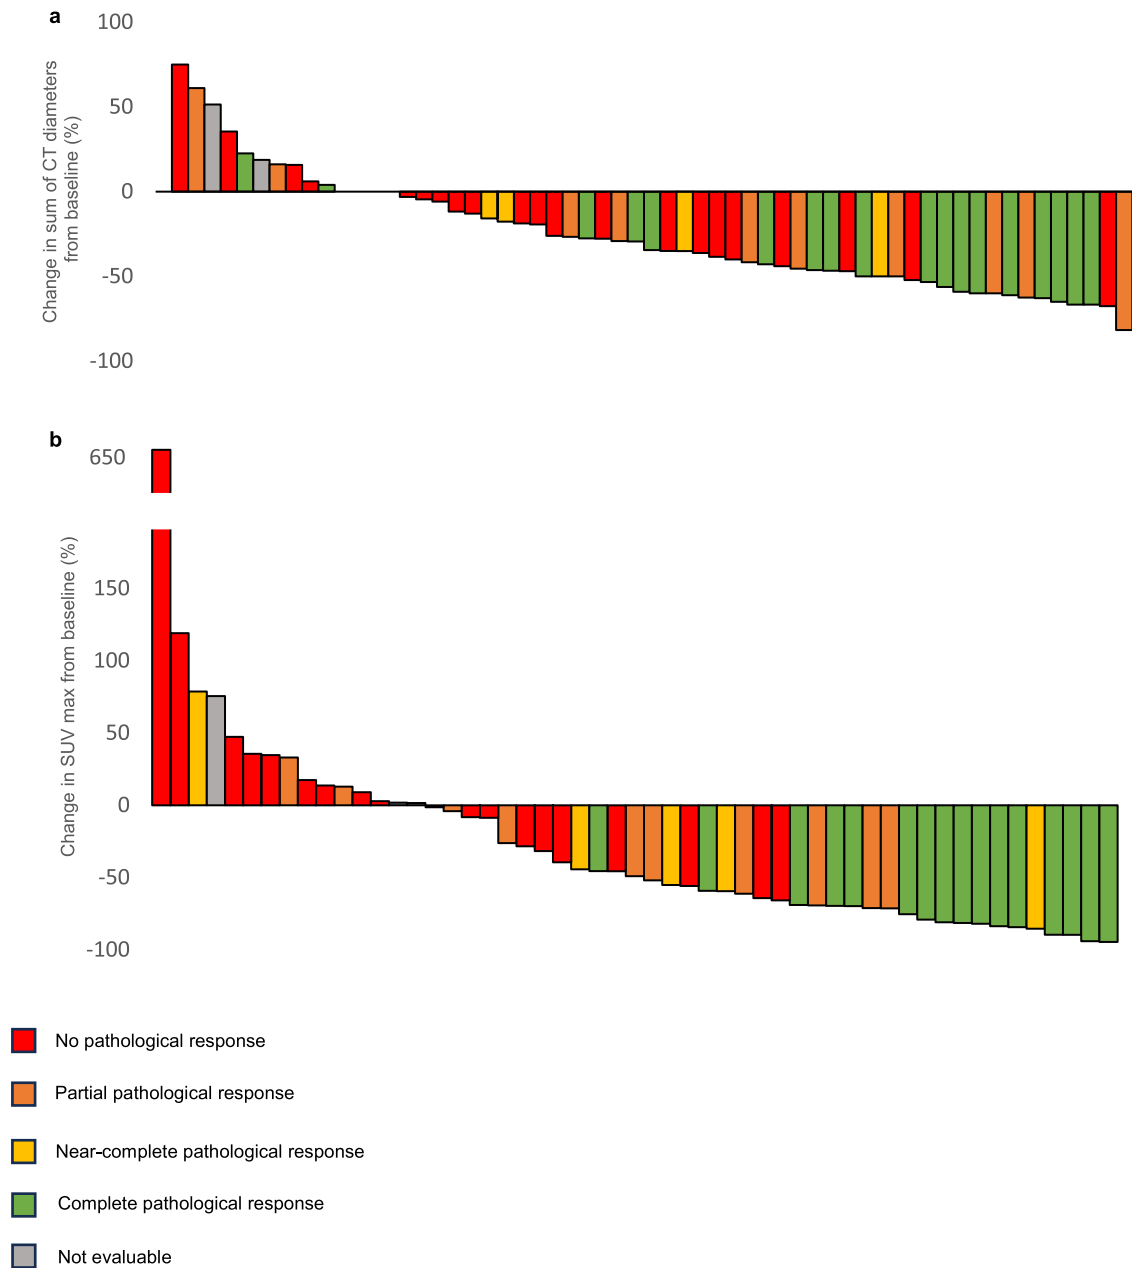 a
100
50
0
-50
-100
Change in sum of CT diameters
from baseline (%)
b
650
150
100
50
0
-50
-100
Change in SUV max from baseline (%)
No pathological response
Partial pathological response
Near-complete pathological response
Complete pathological response
Not evaluable